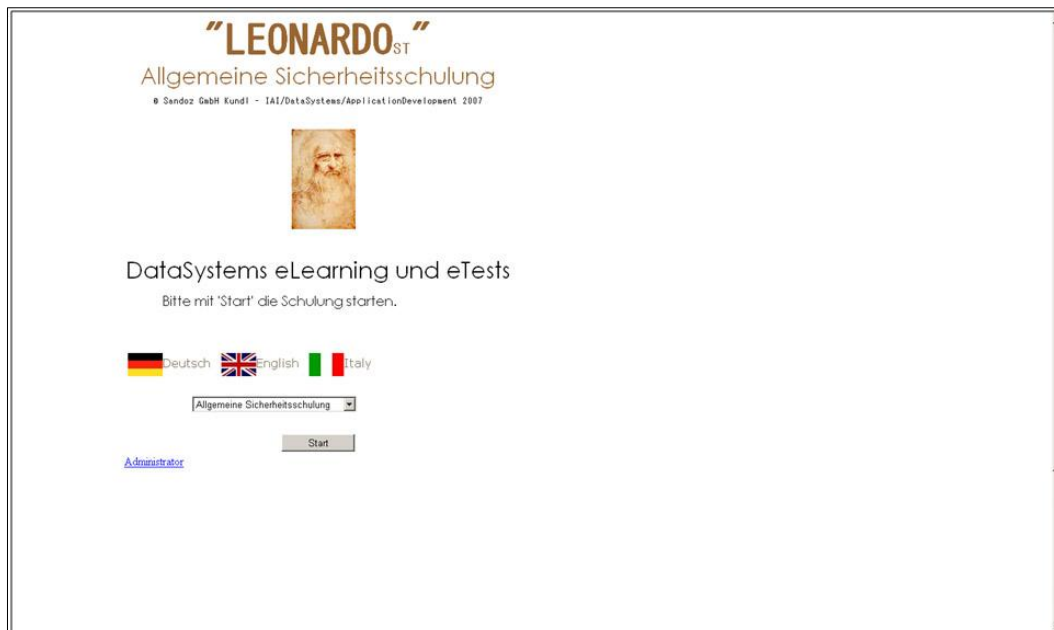 "LEONARDOST"
Allgemeine Sicherheitsschulung
© Sandoz GmbH Kundl - IAI/DataSystems/ApplicationDevelopment 2007
DataSystems eLearning und eTests
Bitte mit 'Start' die Schulung starten.
Deutsch English Italy
Allgemeine Sicherheitsschulung
Start
Administrator